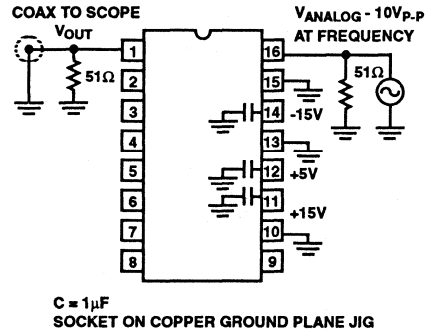 COAX TO SCOPE
VOUT
51Ω
VANALOG - 10VP-P
AT FREQUENCY
51Ω
1
2
3
4
5
6
7
8
16
15
14
13
12
11
10
9
-15V
+5V
+15V
C = 1μF
SOCKET ON COPPER GROUND PLANE JIG